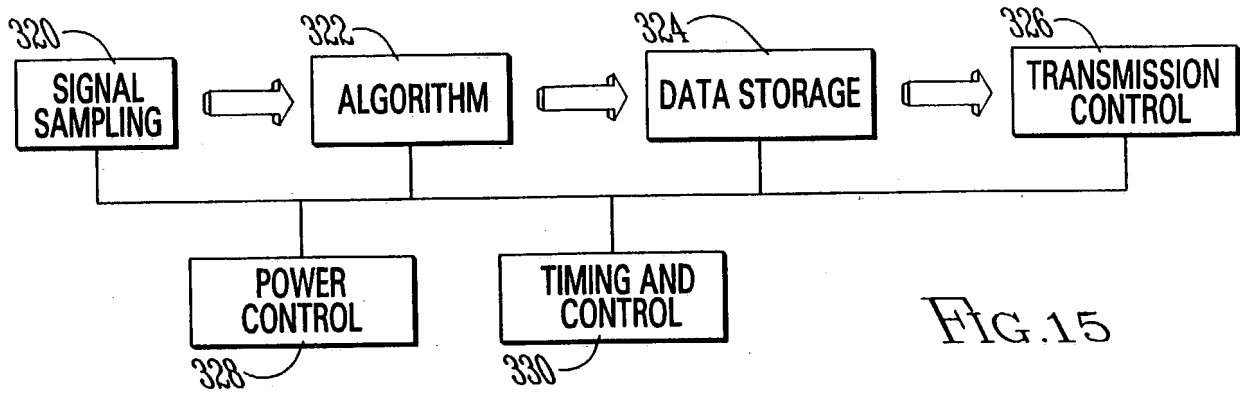 320
SIGNAL
SAMPLING
322
ALGORITHM
324
DATA STORAGE
326
TRANSMISSION
CONTROL
POWER
CONTROL
328
TIMING AND
CONTROL
330
FIG.15